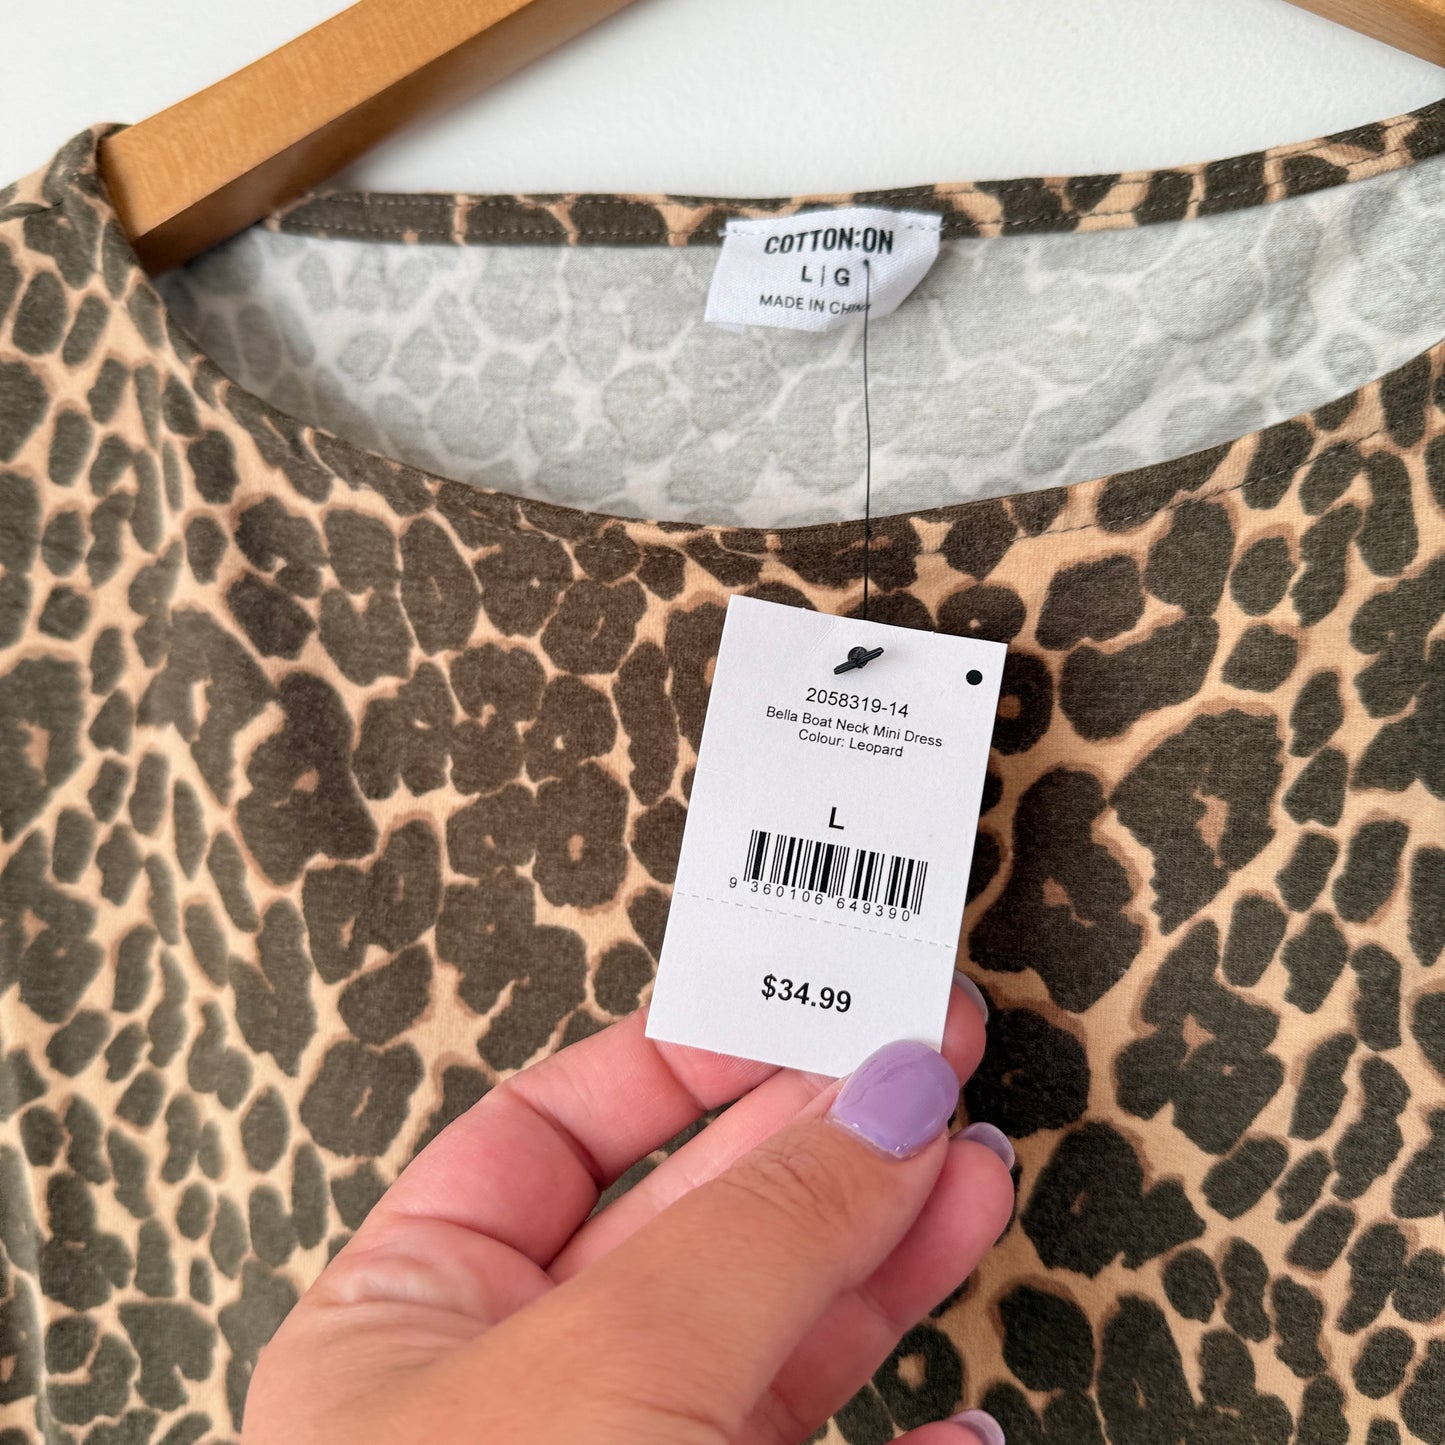 COTTON:ON
L | G
MADE IN CHINA
2058319-14
Bella Boat Neck Mini Dress
Colour: Leopard
L
9 360106 649390
$34.99